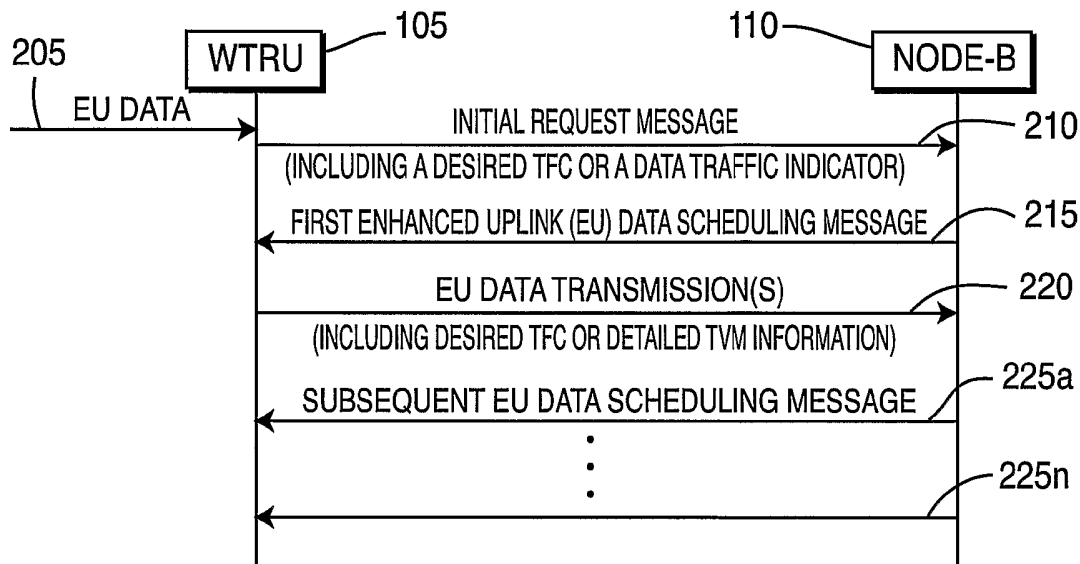 205
WTRU
105
110
NODE-B
EU DATA
INITIAL REQUEST MESSAGE
210
(INCLUDING A DESIRED TFC OR A DATA TRAFFIC INDICATOR)
FIRST ENHANCED UPLINK (EU) DATA SCHEDULING MESSAGE
215
EU DATA TRANSMISSION(S)
220
(INCLUDING DESIRED TFC OR DETAILED TVM INFORMATION)
225a
SUBSEQUENT EU DATA SCHEDULING MESSAGE
225n